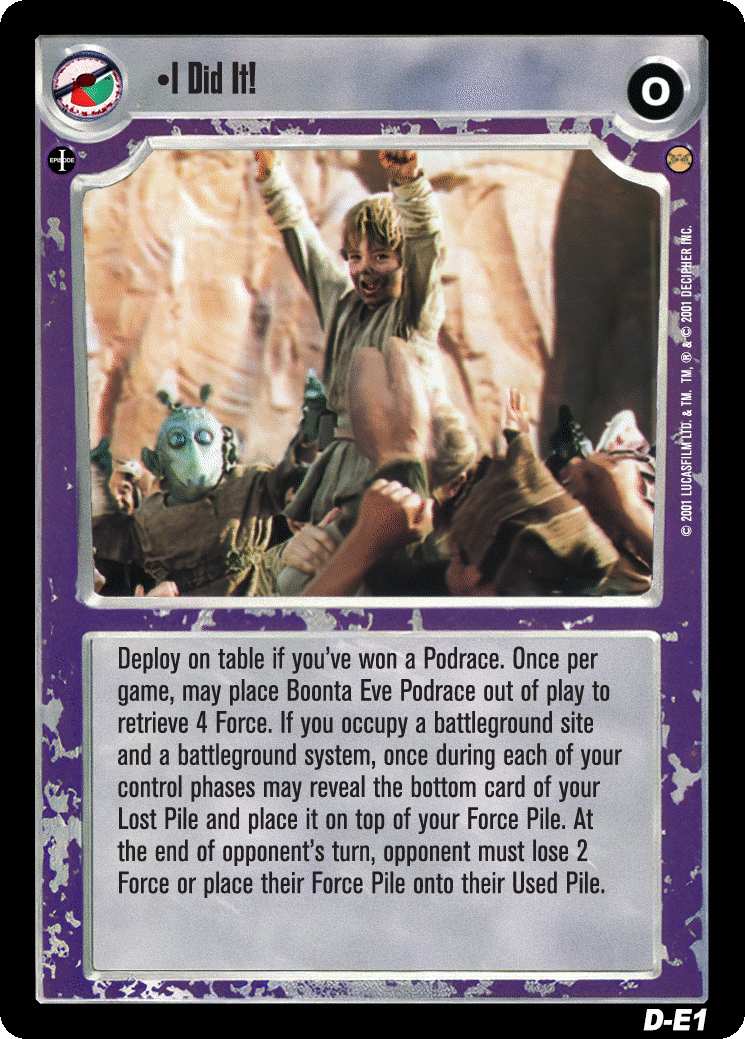 •I Did It!
O
EPISODE
I
Deploy on table if you've won a Podrace. Once per
game, may place Boonta Eve Podrace out of play to
retrieve 4 Force. If you occupy a battleground site
and a battleground system, once during each of your
control phases may reveal the bottom card of your
Lost Pile and place it on top of your Force Pile. At
the end of opponent's turn, opponent must lose 2
Force or place their Force Pile onto their Used Pile.
© 2001 LUCASFILM LTD. & TM. TM, ® & © 2001 DECIPHER INC.
D-E1